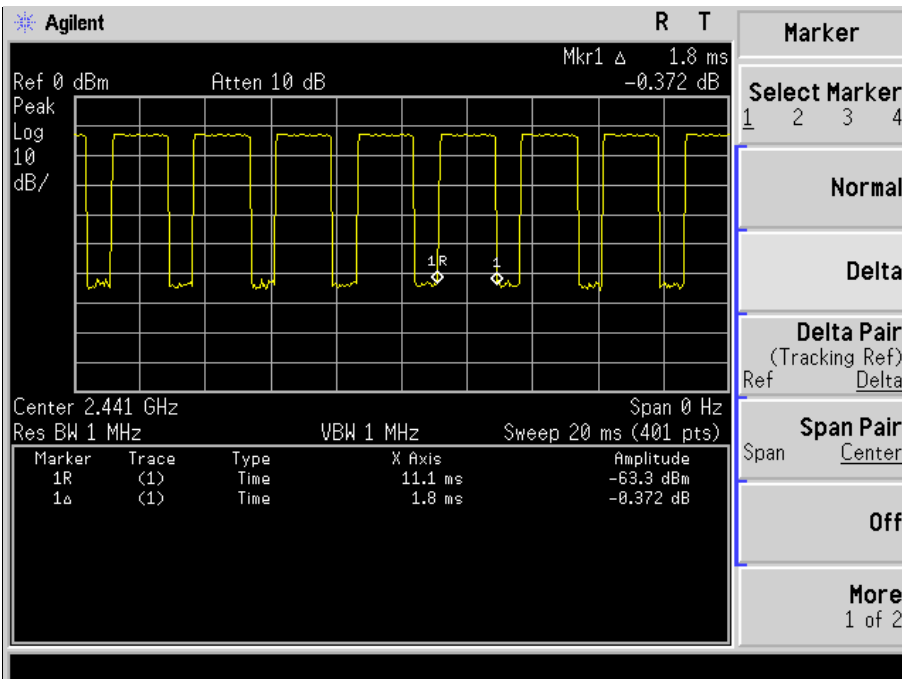 Agilent R T
Mkr1 Δ 1.8 ms
Ref 0 dBm Atten 10 dB -0.372 dB
Peak
Log
10
dB/
1R
1
Center 2.441 GHz Span 0 Hz
Res BW 1 MHz VBW 1 MHz Sweep 20 ms (401 pts)
Marker Trace Type X Axis Amplitude
1R (1) Time 11.1 ms -63.3 dBm
1Δ (1) Time 1.8 ms -0.372 dB
Marker
Select Marker
1 2 3 4
Normal
Delta
Delta Pair
(Tracking Ref)
Ref Delta
Span Pair
Span Center
Off
More
1 of 2